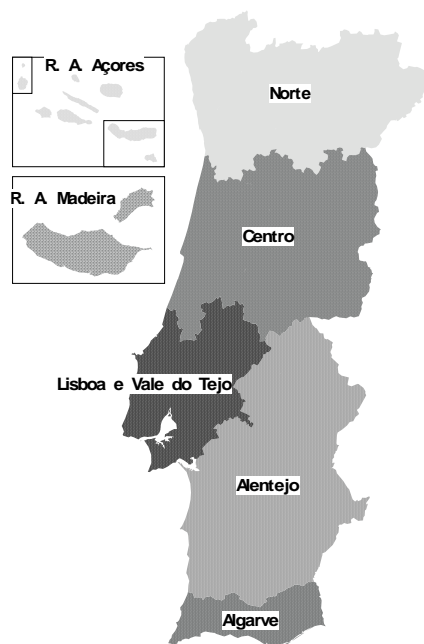 R. A. Açores
Norte
R. A. Madeira
Centro
Lisboa e Vale do Tejo
Alentejo
Algarve